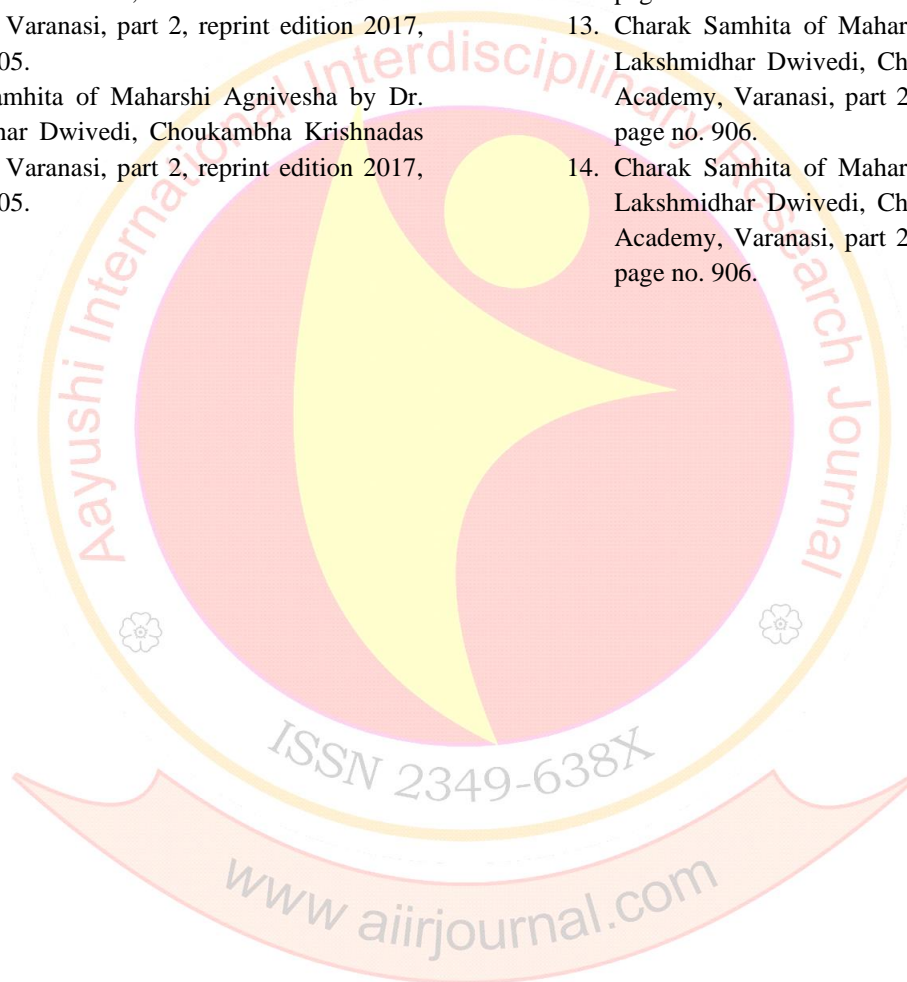 Varanasi, part 2, reprint edition 2017,
05.
amhita of Maharshi Agnivesha by Dr.
har Dwivedi, Choukambha Krishnadas
Varanasi, part 2, reprint edition 2017,
05.
13. Charak Samhita of Mahar
Lakshmidhar Dwivedi, Ch
Academy, Varanasi, part 2
page no. 906.
14. Charak Samhita of Mahar
Lakshmidhar Dwivedi, Ch
Academy, Varanasi, part 2
page no. 906.
Aayushi International Interdisciplinary Research Journal
ISSN 2349-638X
www aiirjournal.com